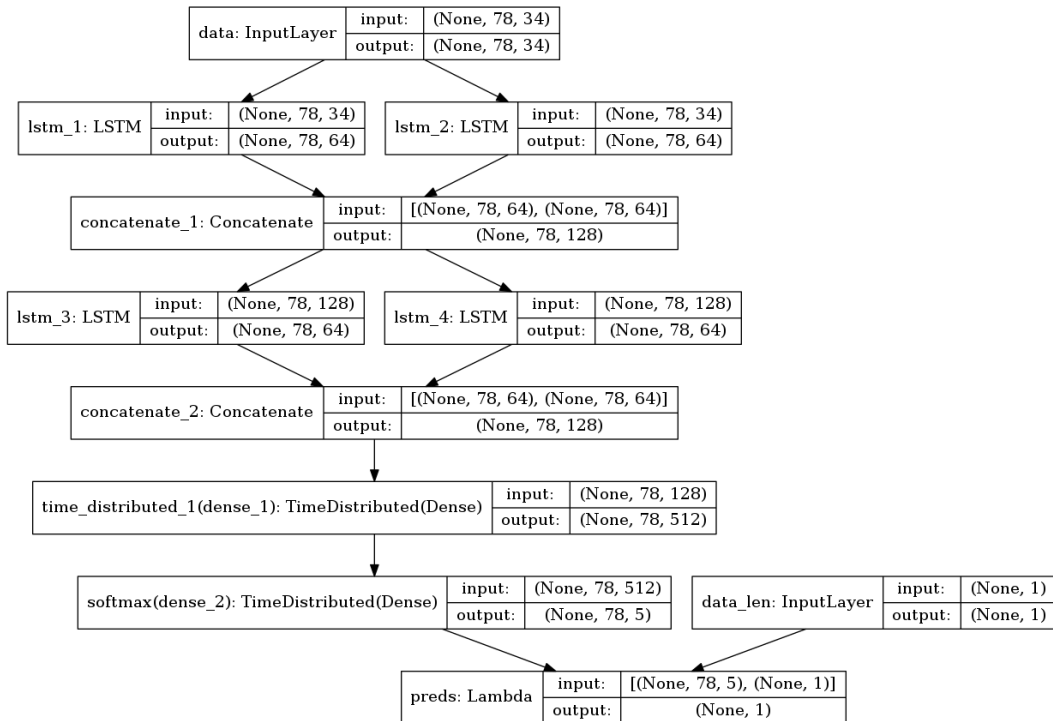 data: InputLayer
input: (None, 78, 34)
output: (None, 78, 34)
lstm_1: LSTM
input: (None, 78, 34)
output: (None, 78, 64)
lstm_2: LSTM
input: (None, 78, 34)
output: (None, 78, 64)
concatenate_1: Concatenate
input: [(None, 78, 64), (None, 78, 64)]
output: (None, 78, 128)
lstm_3: LSTM
input: (None, 78, 128)
output: (None, 78, 64)
lstm_4: LSTM
input: (None, 78, 128)
output: (None, 78, 64)
concatenate_2: Concatenate
input: [(None, 78, 64), (None, 78, 64)]
output: (None, 78, 128)
time_distributed_1(dense_1): TimeDistributed(Dense)
input: (None, 78, 128)
output: (None, 78, 512)
softmax(dense_2): TimeDistributed(Dense)
input: (None, 78, 512)
output: (None, 78, 5)
data_len: InputLayer
input: (None, 1)
output: (None, 1)
preds: Lambda
input: [(None, 78, 5), (None, 1)]
output: (None, 1)